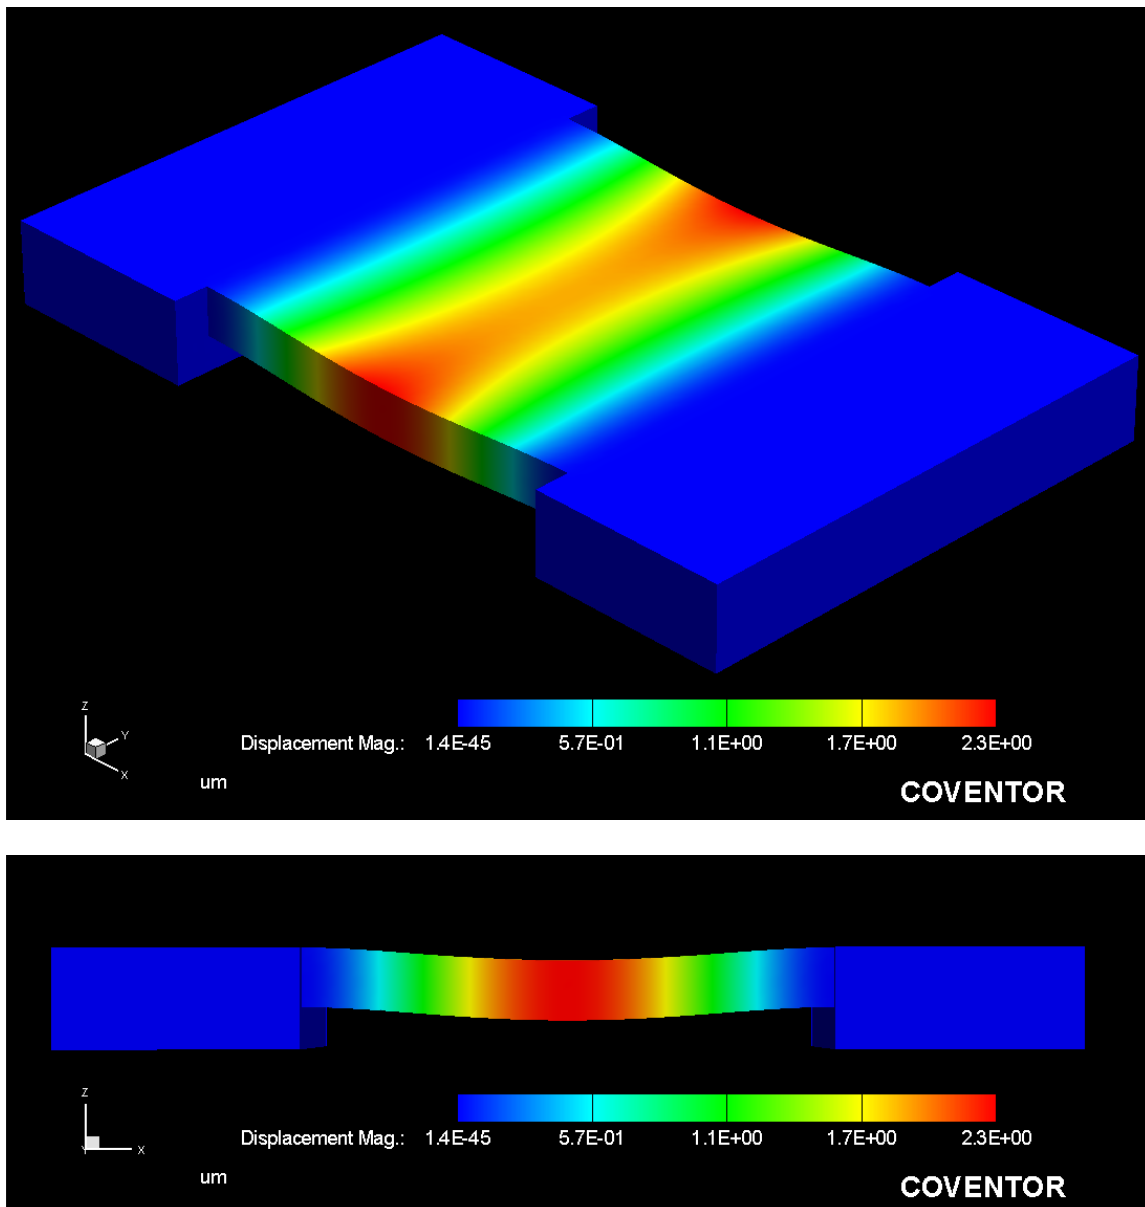 Z
Y
X
Displacement Mag.: 1.4E-45 5.7E-01 1.1E+00 1.7E+00 2.3E+00
um
COVENTOR
Z
Y X
Displacement Mag.: 1.4E-45 5.7E-01 1.1E+00 1.7E+00 2.3E+00
um
COVENTOR